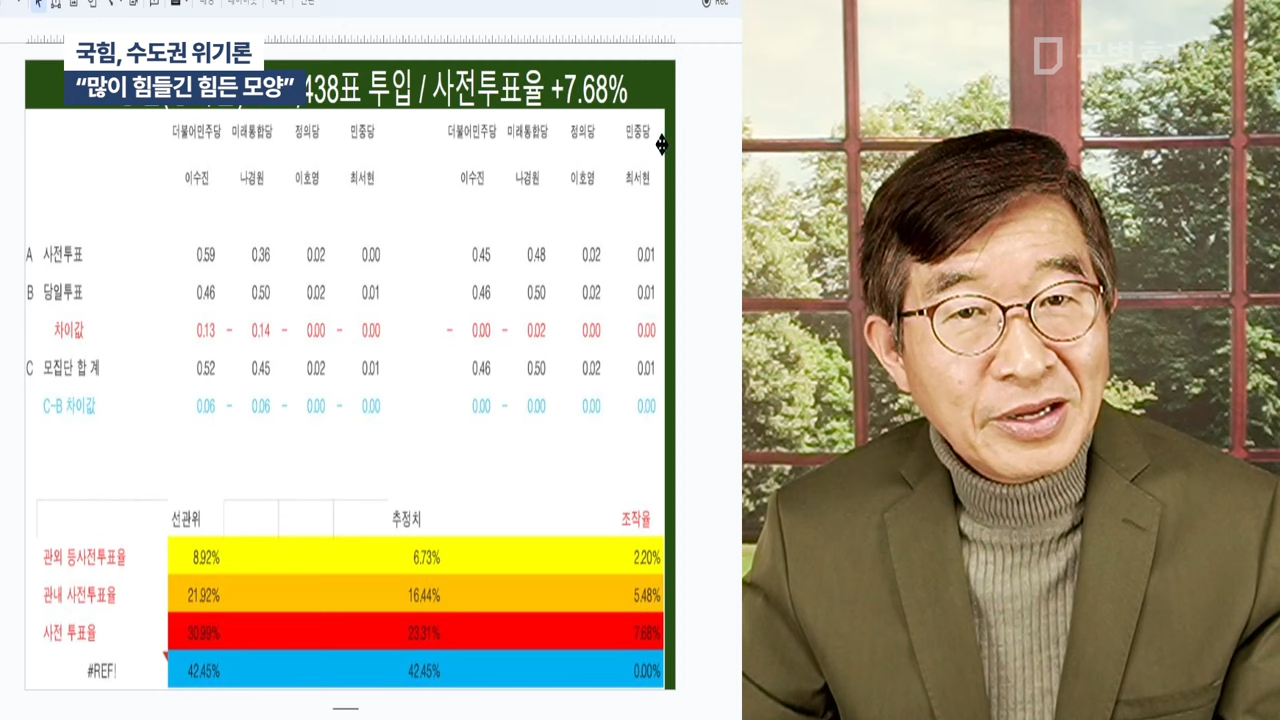 Rec
국힘, 수도권 위기론
“많이 힘들긴 힘든 모양”
438표 투입 / 사전투표율 +7.68%
더불어민주당 미래통합당 정의당 민중당 더불어민주당 미래통합당 정의당 민중당
이수진 나경원 이호영 최서현 이수진 나경원 이호영 최서현
A 사전투표 0.59 0.36 0.02 0.00 0.45 0.48 0.02 0.01
B 당일투표 0.46 0.50 0.02 0.01 0.46 0.50 0.02 0.01
차이값 0.13 - 0.14 - 0.00 - 0.00 - 0.00 - 0.02 0.00 0.00
C 모집단 합 계 0.52 0.45 0.02 0.01 0.46 0.50 0.02 0.01
C-B 차이값 0.06 - 0.06 - 0.00 - 0.00 0.00 - 0.00 0.00 0.00
선관위 추정치 조작율
관외 등사전투표율 8.92% 6.73% 2.20%
관내 사전투표율 21.92% 16.44% 5.48%
사전 투표율 30.99% 23.31% 7.68%
#REF! 42.45% 42.45% 0.00%